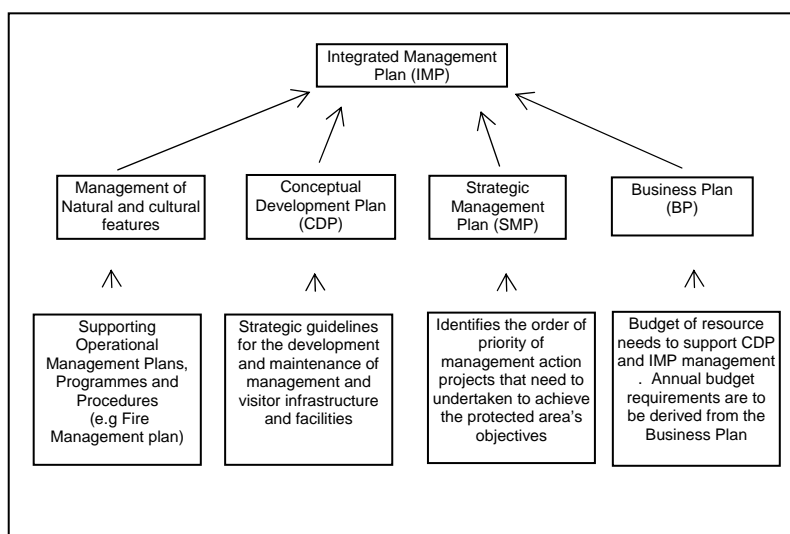 Integrated Management
Plan (IMP)
Management of
Natural and cultural
features
Conceptual
Development Plan
(CDP)
Strategic
Management
Plan (SMP)
Business Plan
(BP)
Supporting
Operational
Management Plans,
Programmes and
Procedures
(e.g Fire
Management plan)
Strategic guidelines
for the development
and maintenance of
management and
visitor infrastructure
and facilities
Identifies the order of
priority of
management action
projects that need to
undertaken to achieve
the protected area's
objectives
Budget of resource
needs to support CDP
and IMP management
. Annual budget
requirements are to
be derived from the
Business Plan